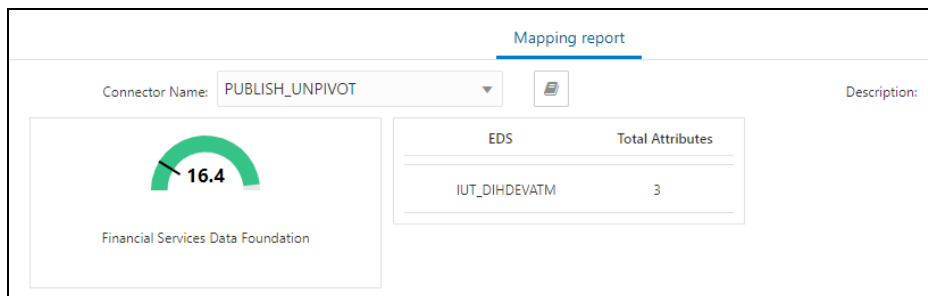 Mapping report
Connector Name: PUBLISH_UNPIVOT Description:
16.4
Financial Services Data Foundation
EDS Total Attributes
IUT_DIHDEVATM 3